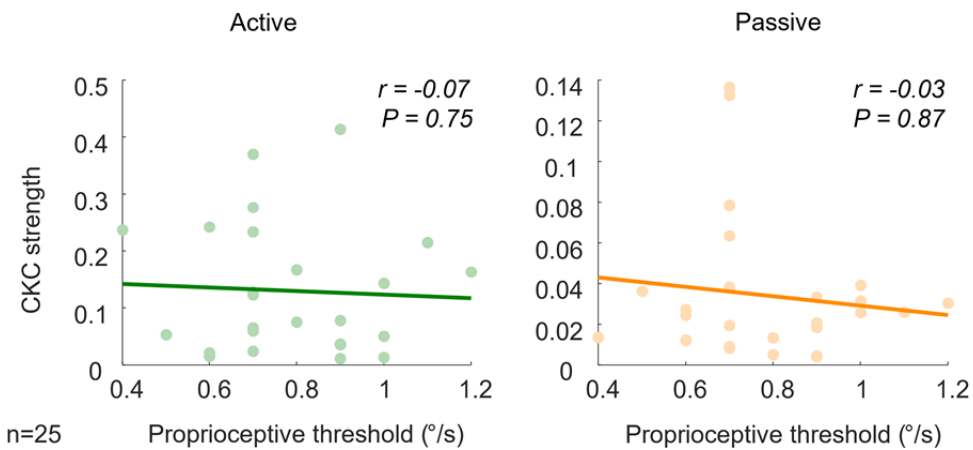 Active
r = -0.07
P = 0.75
CKC strength
0.5
0.4
0.3
0.2
0.1
0
0.4 0.6 0.8 1 1.2
Proprioceptive threshold (°/s)
n=25
Passive
r = -0.03
P = 0.87
0.14
0.12
0.1
0.08
0.06
0.04
0.02
0
0.4 0.6 0.8 1 1.2
Proprioceptive threshold (°/s)